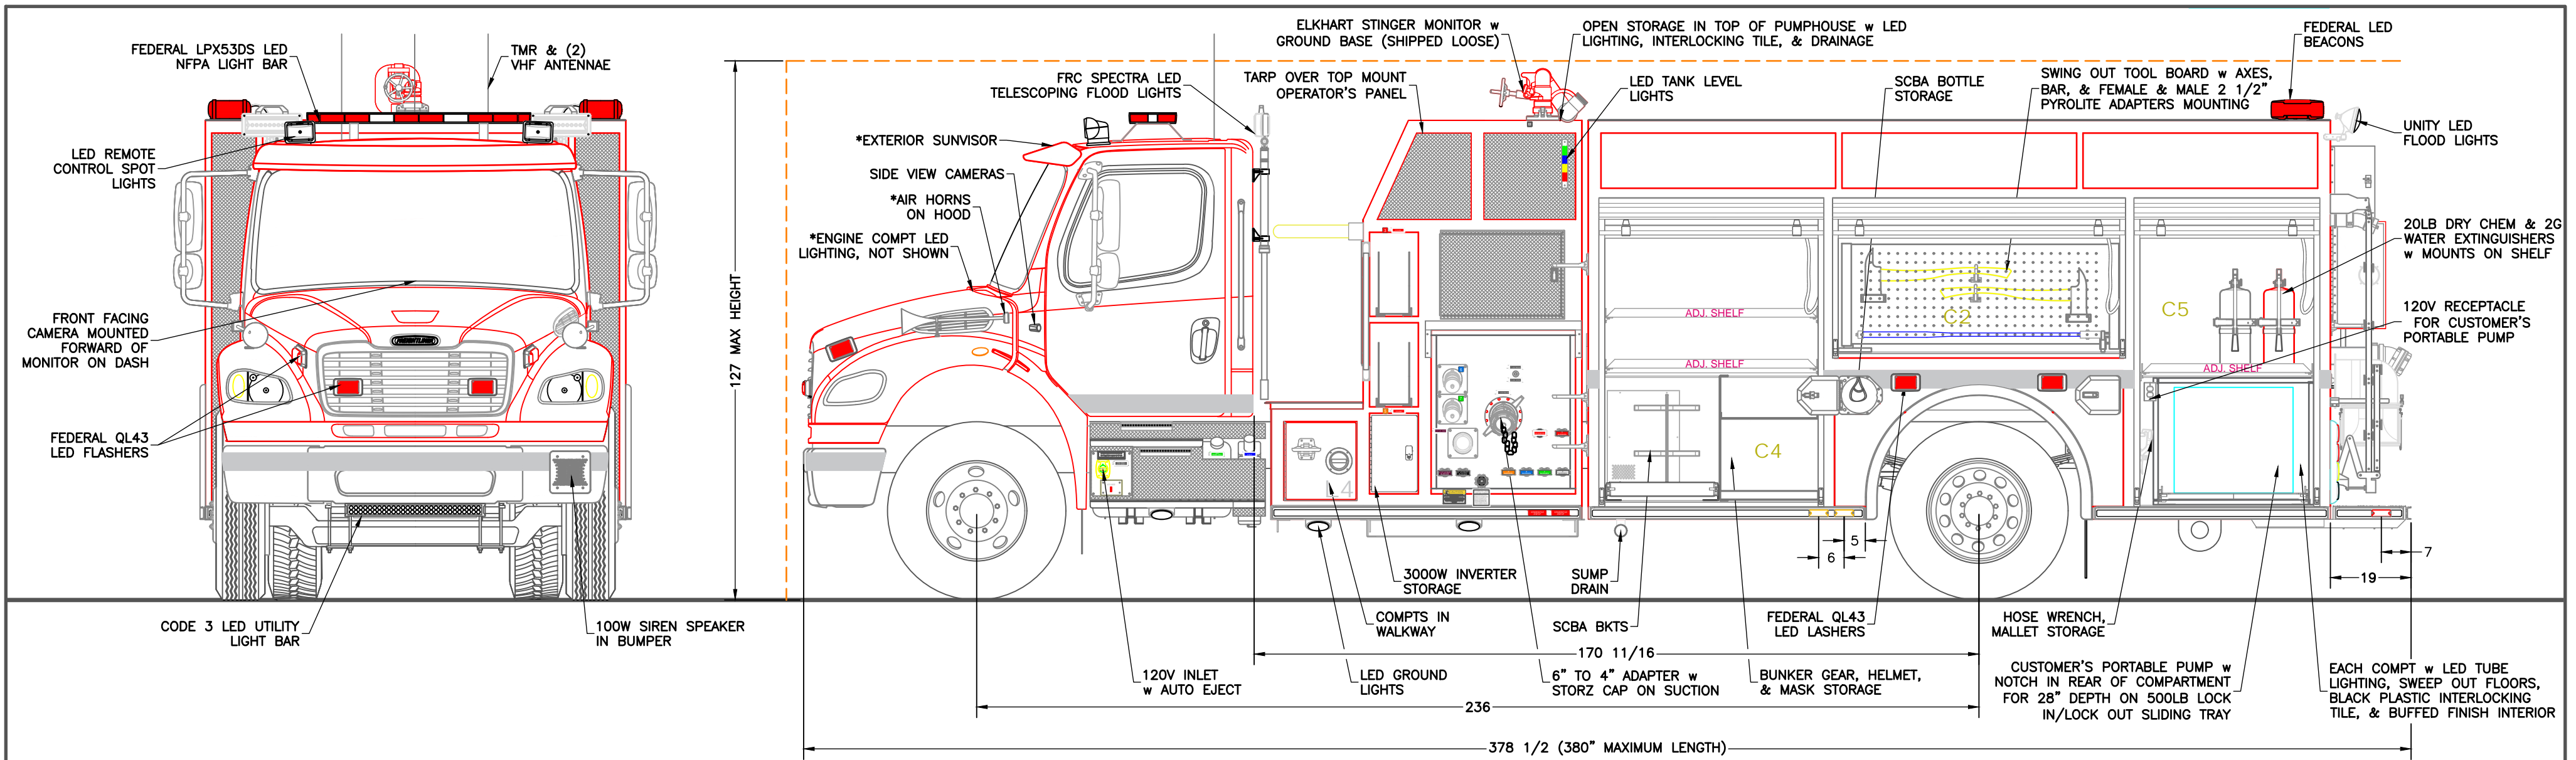 FEDERAL LPX53DS LED
NFPA LIGHT BAR
TMR & (2)
VHF ANTENNAE
LED REMOTE
CONTROL SPOT
LIGHTS
FRONT FACING
CAMERA MOUNTED
FORWARD OF
MONITOR ON DASH
FEDERAL QL43
LED FLASHERS
CODE 3 LED UTILITY
LIGHT BAR
100W SIREN SPEAKER
IN BUMPER
127 MAX HEIGHT
ELKHART STINGER MONITOR w
GROUND BASE (SHIPPED LOOSE)
OPEN STORAGE IN TOP OF PUMPHOUSE w LED
LIGHTING, INTERLOCKING TILE, & DRAINAGE
FEDERAL LED
BEACONS
FRC SPECTRA LED
TELESCOPING FLOOD LIGHTS
TARP OVER TOP MOUNT
OPERATOR'S PANEL
LED TANK LEVEL
LIGHTS
SCBA BOTTLE
STORAGE
SWING OUT TOOL BOARD w AXES,
BAR, & FEMALE & MALE 2 1/2"
PYROLITE ADAPTERS MOUNTING
UNITY LED
FLOOD LIGHTS
*EXTERIOR SUNVISOR
SIDE VIEW CAMERAS
*AIR HORNS
ON HOOD
*ENGINE COMPT LED
LIGHTING, NOT SHOWN
20LB DRY CHEM & 2G
WATER EXTINGUISHERS
w MOUNTS ON SHELF
120V RECEPTACLE
FOR CUSTOMER'S
PORTABLE PUMP
ADJ. SHELF
ADJ. SHELF
C2
C5
ADJ. SHELF
C4
L4
5
6
7
19
3000W INVERTER
STORAGE
SUMP
DRAIN
COMPTS IN
WALKWAY
SCBA BKTS
FEDERAL QL43
LED LASHERS
HOSE WRENCH,
MALLET STORAGE
170 11/16
120V INLET
w AUTO EJECT
LED GROUND
LIGHTS
6" TO 4" ADAPTER w
STORZ CAP ON SUCTION
BUNKER GEAR, HELMET,
& MASK STORAGE
CUSTOMER'S PORTABLE PUMP w
NOTCH IN REAR OF COMPARTMENT
FOR 28" DEPTH ON 500LB LOCK
IN/LOCK OUT SLIDING TRAY
EACH COMPT w LED TUBE
LIGHTING, SWEEP OUT FLOORS,
BLACK PLASTIC INTERLOCKING
TILE, & BUFFED FINISH INTERIOR
236
378 1/2 (380" MAXIMUM LENGTH)